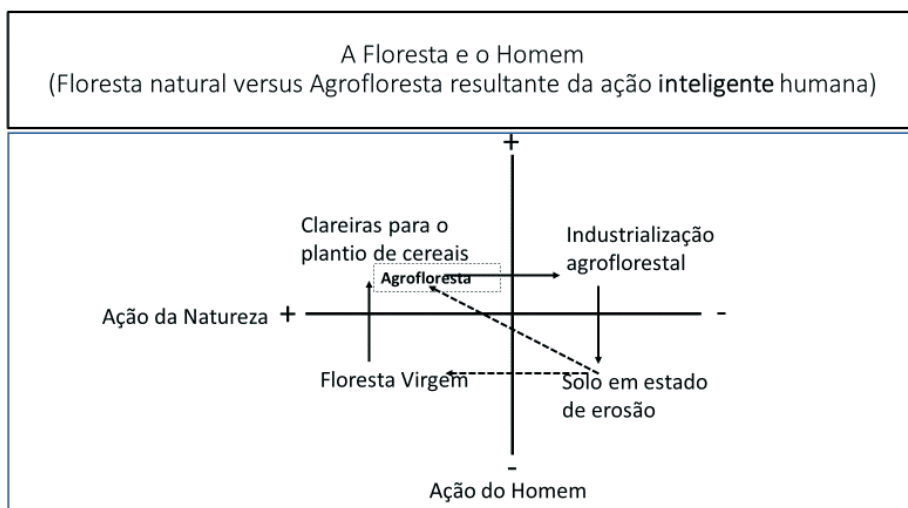 A Floresta e o Homem
(Floresta natural versus Agrofloresta resultante da ação inteligente humana)
+
Clareiras para o
plantio de cereais
Agrofloresta
Industrialização
agroflorestal
Ação da Natureza + -
Floresta Virgem
Solo em estado
de erosão
-
Ação do Homem